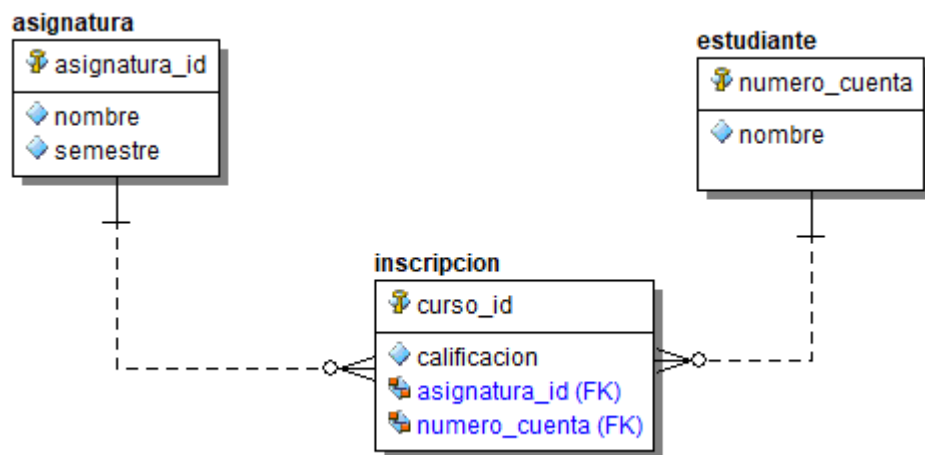 asignatura
asignatura_id
nombre
semestre
estudiante
numero_cuenta
nombre
inscripcion
curso_id
calificacion
asignatura_id (FK)
numero_cuenta (FK)